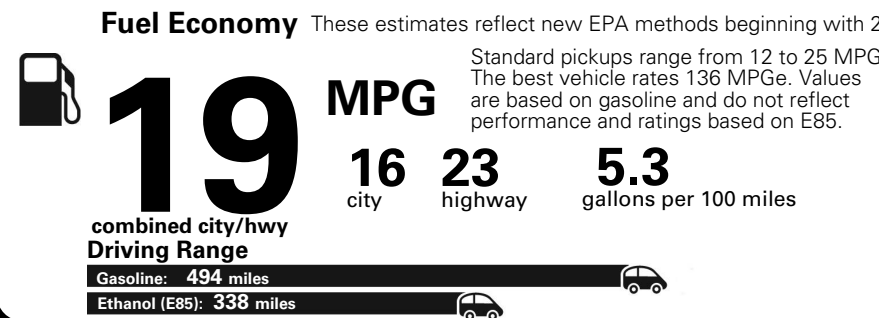 Fuel Economy These estimates reflect new EPA methods beginning with 2
Standard pickups range from 12 to 25 MPG
The best vehicle rates 136 MPGe. Values
are based on gasoline and do not reflect
performance and ratings based on E85.
19 MPG
16 23 5.3
city highway gallons per 100 miles
combined city/hwy
Driving Range
Gasoline: 494 miles
Ethanol (E85): 338 miles